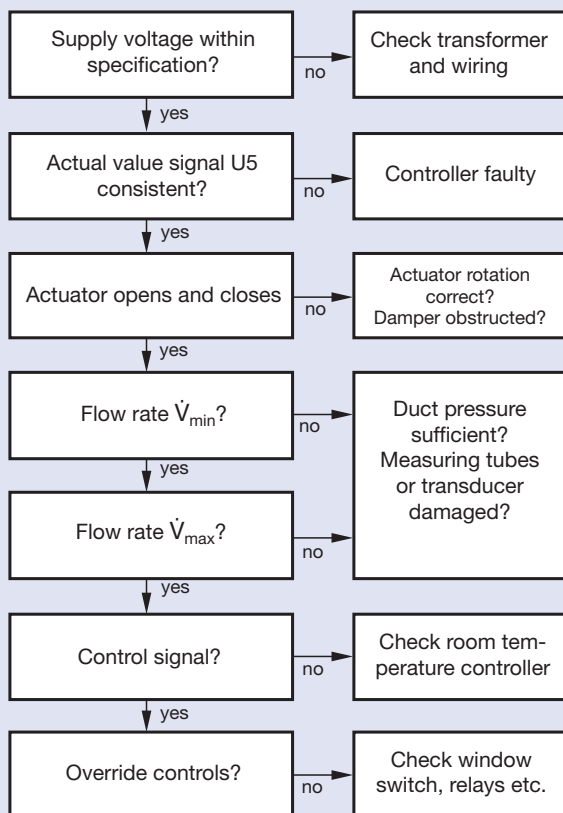 Supply voltage within
specification?
no
Check transformer
and wiring
yes
Actual value signal U5
consistent?
no
Controller faulty
yes
Actuator opens and closes
no
Actuator rotation
correct?
Damper obstructed?
yes
Flow rate V̇min?
no
Duct pressure
sufficient?
Measuring tubes
or transducer
damaged?
yes
Flow rate V̇max?
no
yes
Control signal?
no
Check room tem-
perature controller
yes
Override controls?
no
Check window
switch, relays etc.